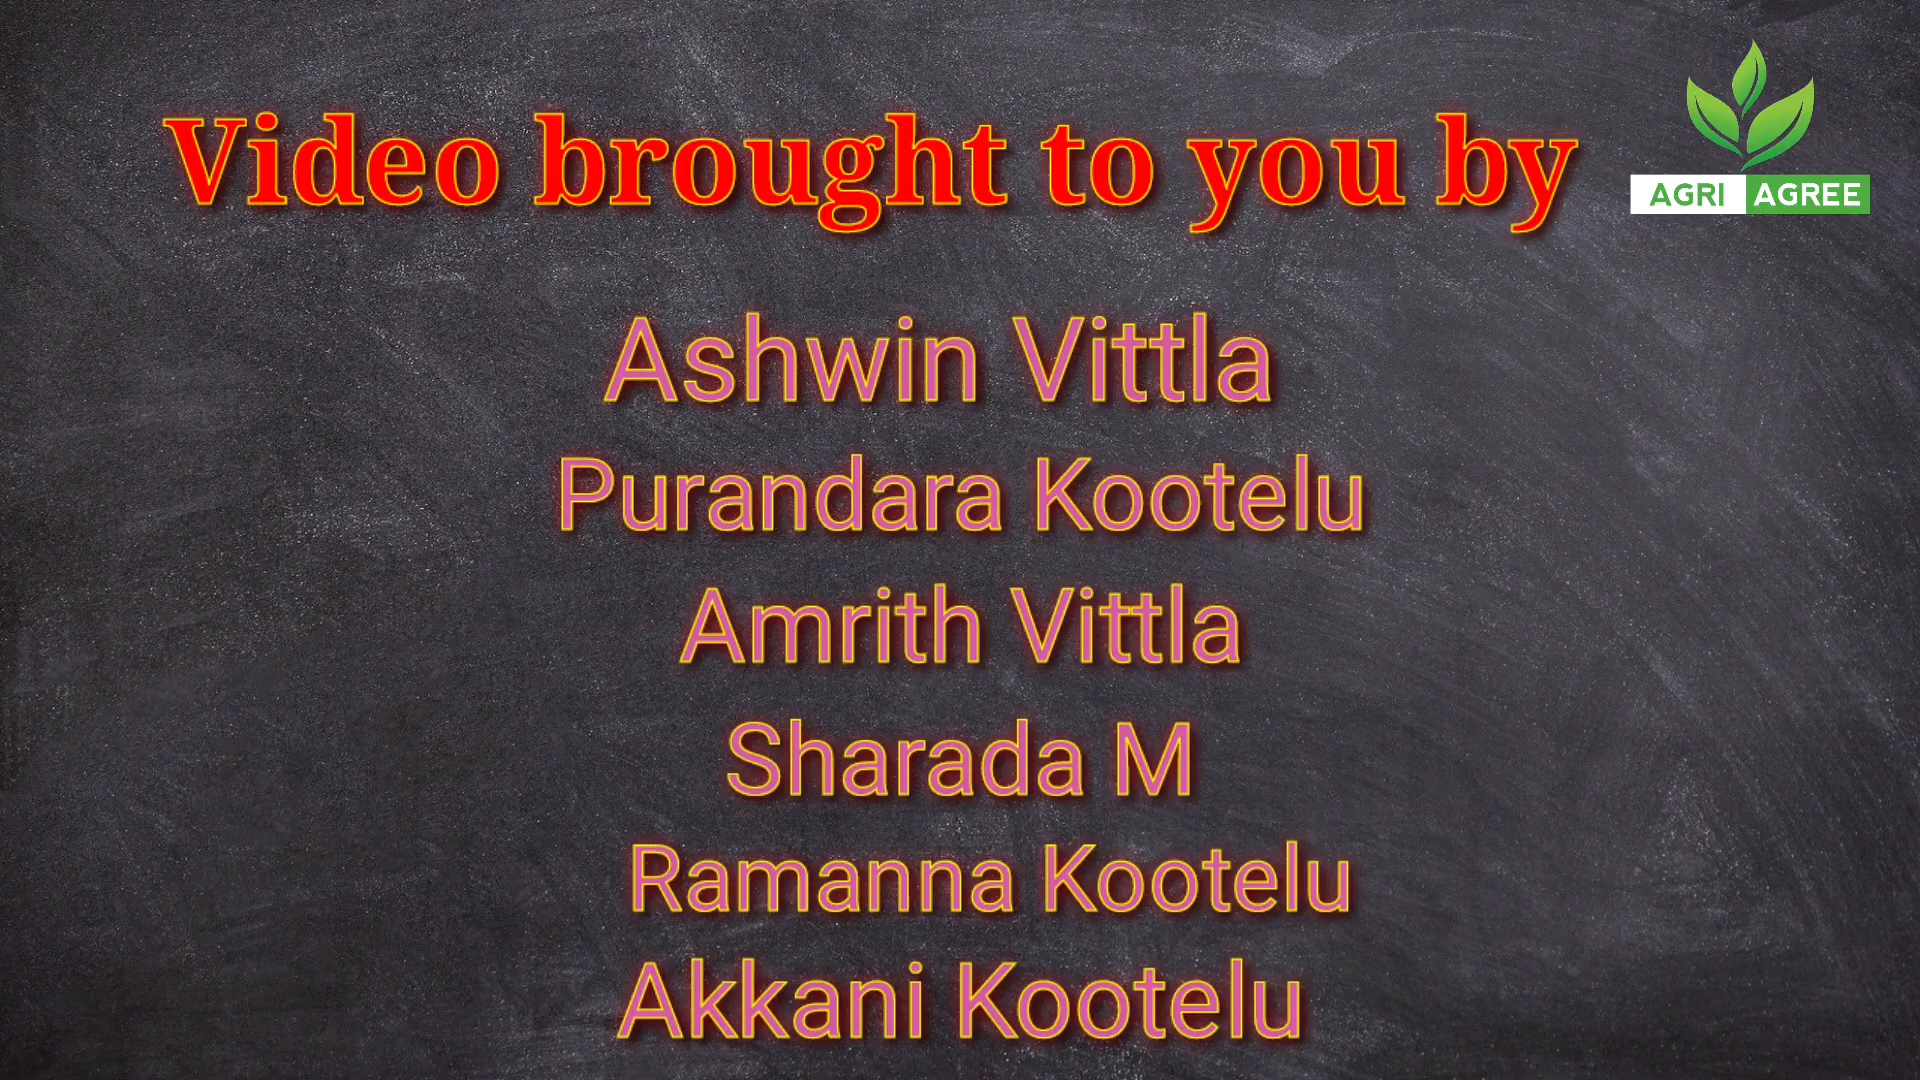 Video brought to you by
AGRI AGREE
Ashwin Vittla
Purandara Kootelu
Amrith Vittla
Sharada M
Ramanna Kootelu
Akkani Kootelu